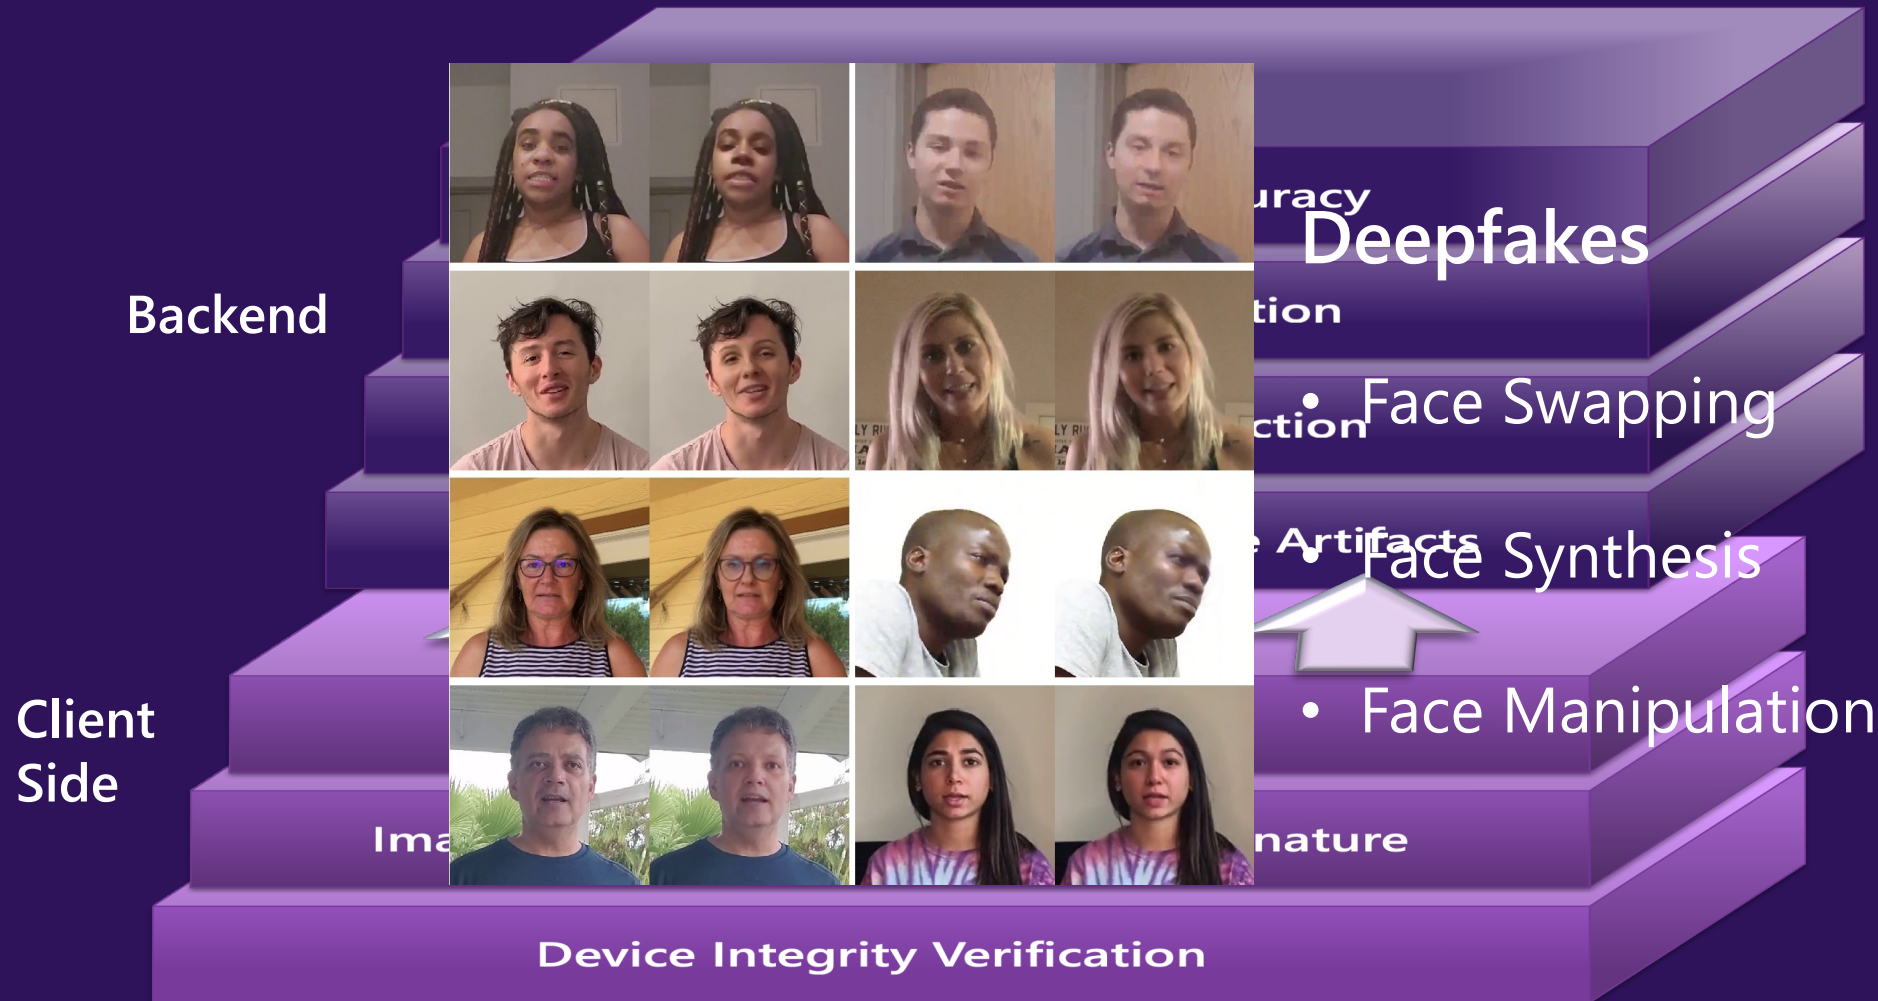 uracy
Deepfakes
Backend
tion
• Face Swapping
ction
Artifacts
• Face Synthesis
• Face Manipulation
Client
Side
Ima
nature
Device Integrity Verification